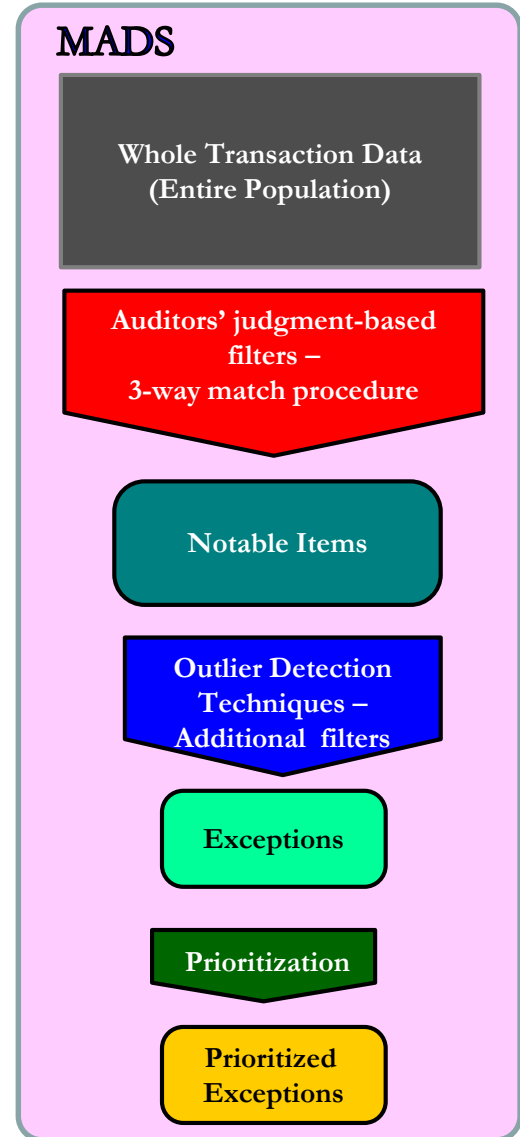 MADS
Whole Transaction Data
(Entire Population)
Auditors’ judgment-based
filters –
3-way match procedure
Notable Items
Outlier Detection
Techniques –
Additional filters
Exceptions
Prioritization
Prioritized
Exceptions